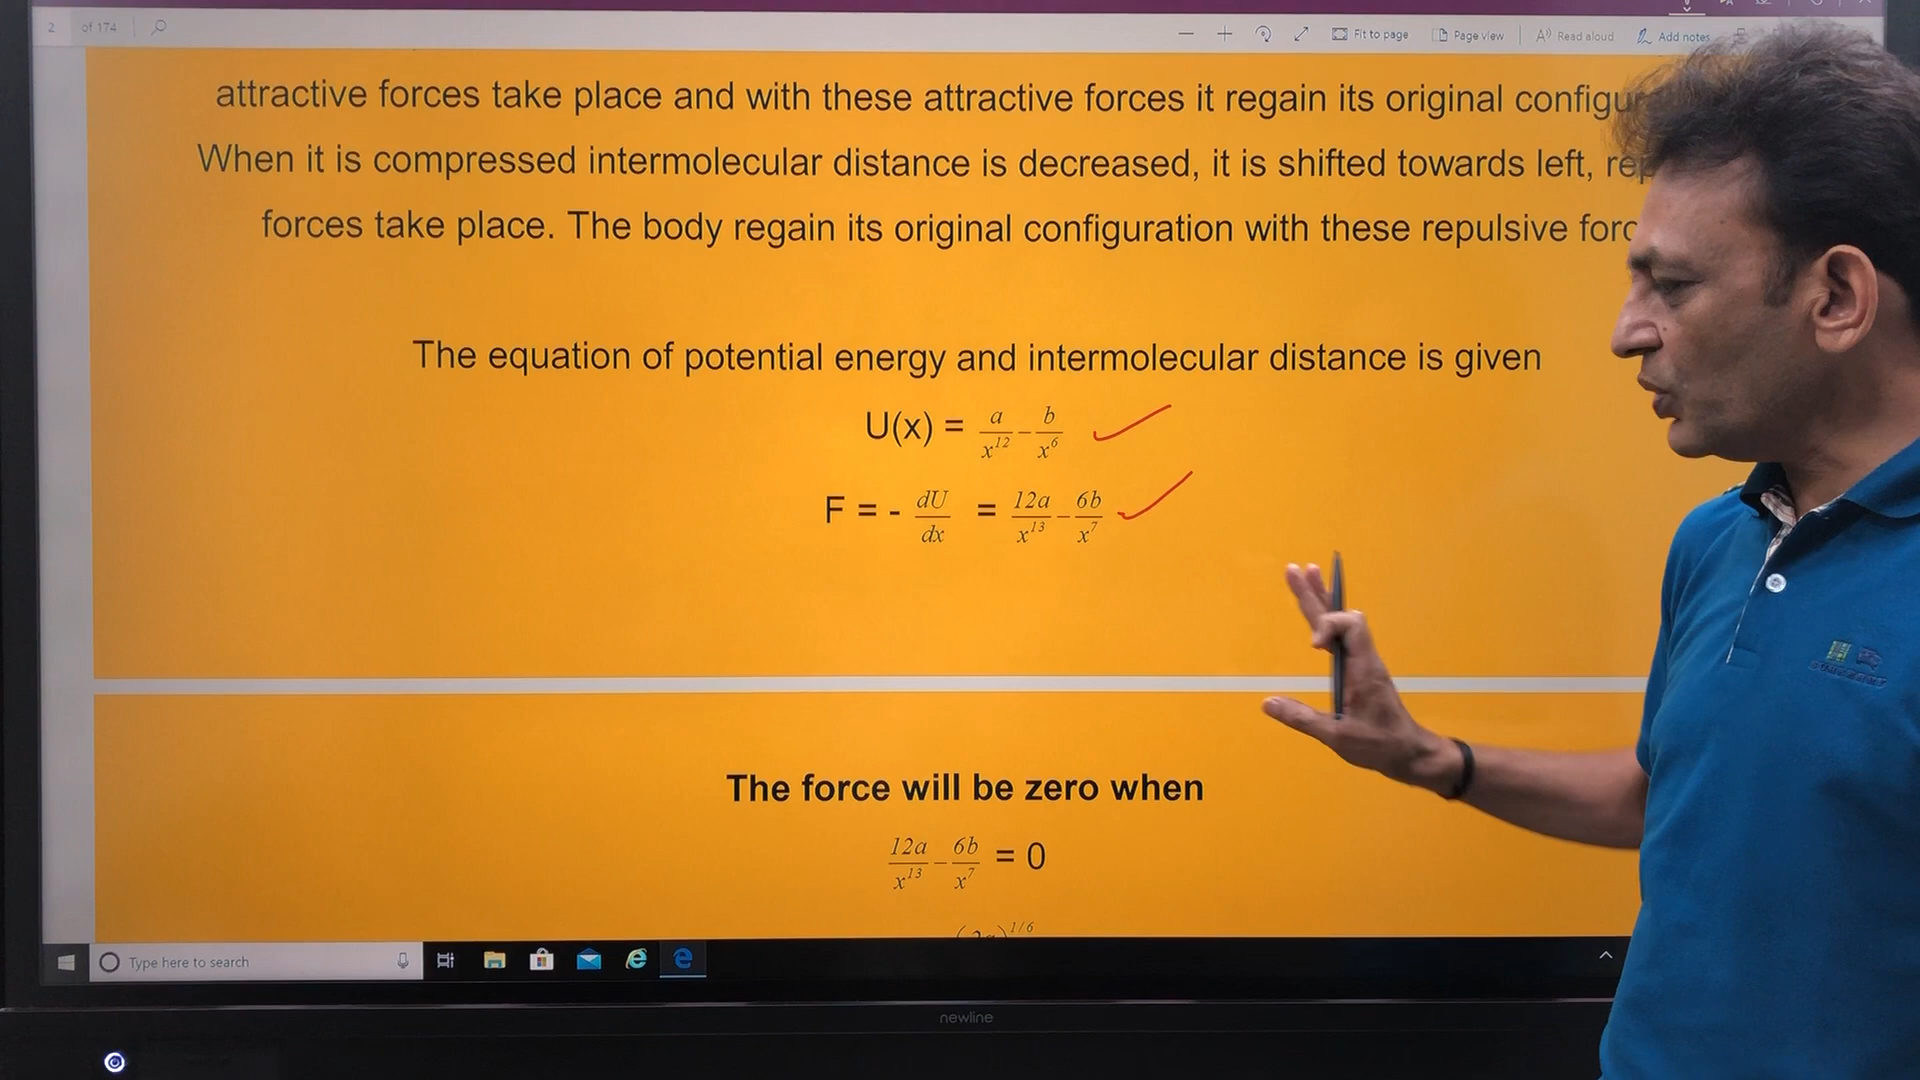 2 of 174
Fit to page Page view Read aloud Add notes
attractive forces take place and with these attractive forces it regain its original
When it is compressed intermolecular distance is decreased, it is shifted towards left,
forces take place. The body regain its original configuration with these repulsive
The equation of potential energy and intermolecular distance is given
U(x) = a/x^12 - b/x^6
F = - dU/dx = 12a/x^13 - 6b/x^7
The force will be zero when
12a/x^13 - 6b/x^7 = 0
1/6
Type here to search
newline